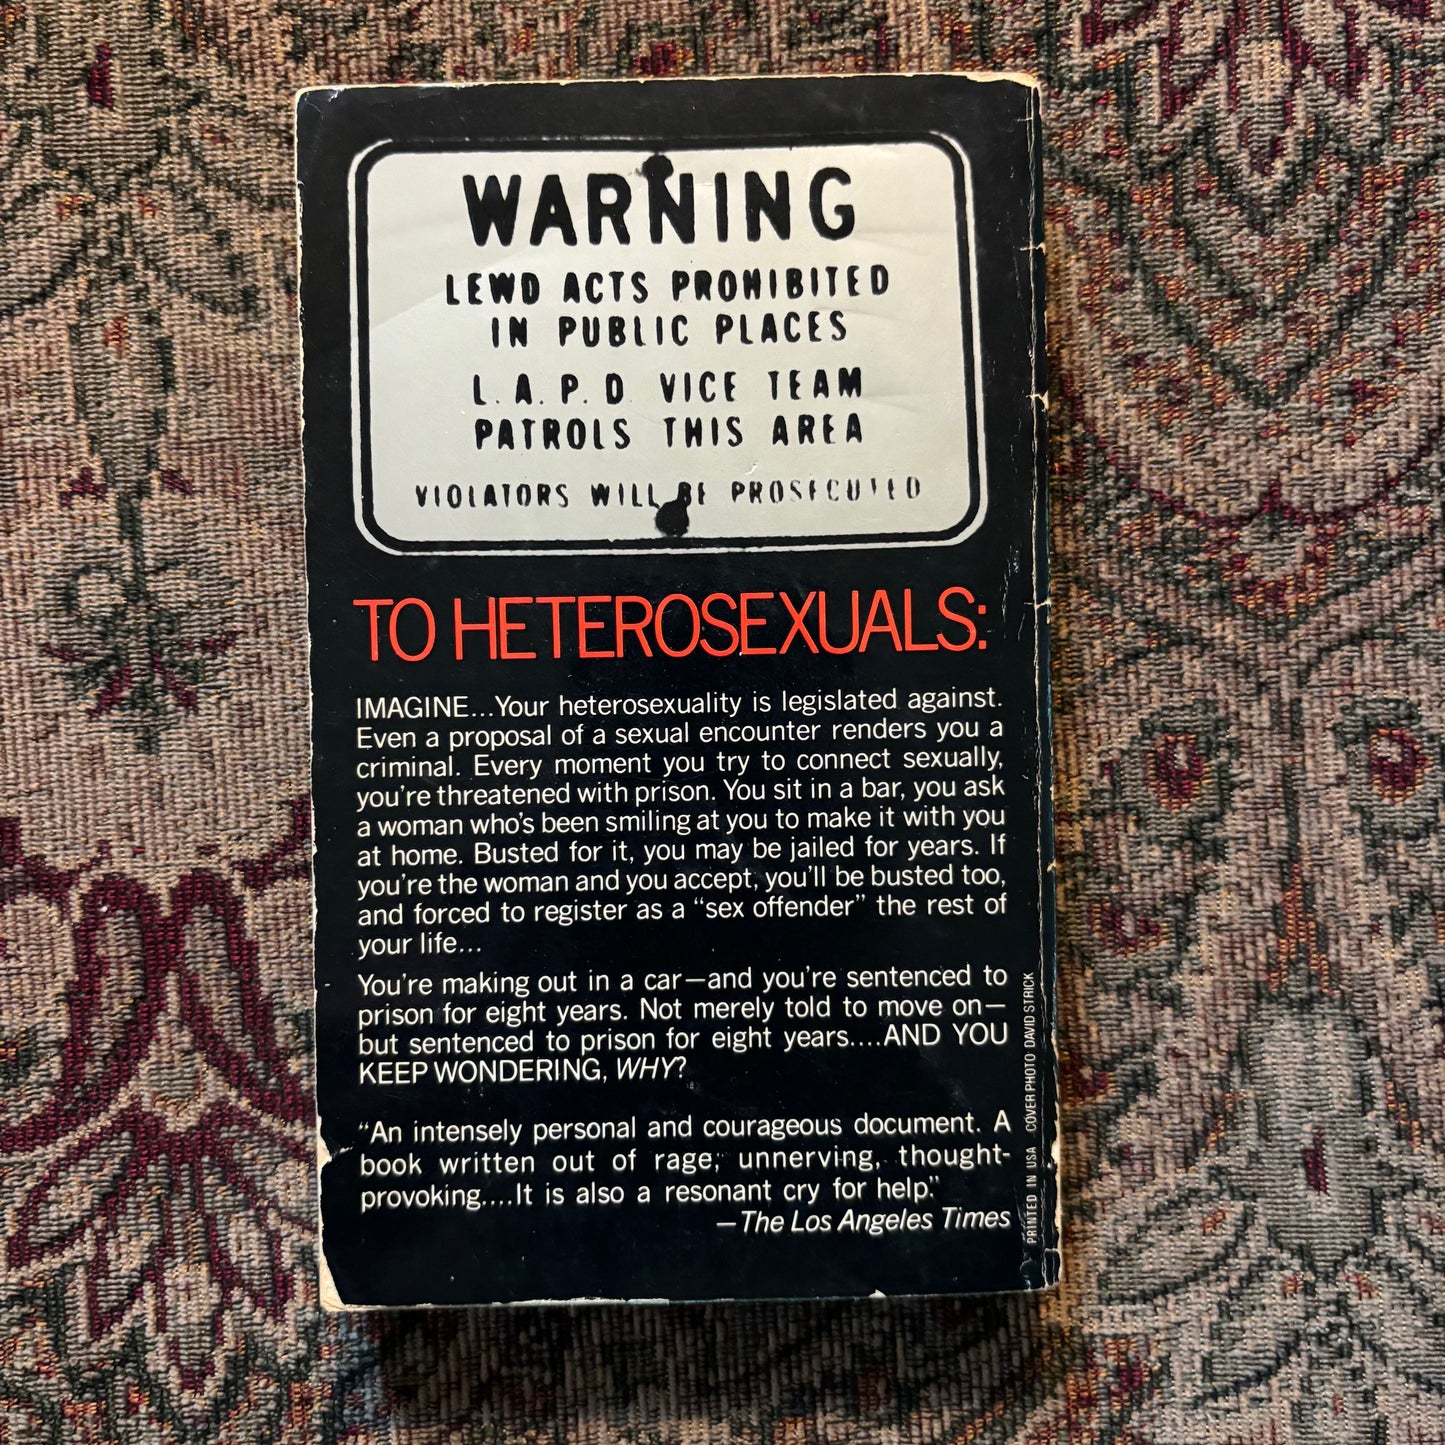 WARNING
LEWD ACTS PROHIBITED
IN PUBLIC PLACES
L.A.P.D. VICE TEAM
PATROLS THIS AREA
VIOLATORS WILL BE PROSECUTED
TO HETEROSEXUALS:
IMAGINE...Your heterosexuality is legislated against.
Even a proposal of a sexual encounter renders you a
criminal. Every moment you try to connect sexually,
you're threatened with prison. You sit in a bar, you ask
a woman who's been smiling at you to make it with you
at home. Busted for it, you may be jailed for years. If
you're the woman and you accept, you'll be busted too,
and forced to register as a "sex offender" the rest of
your life...
You're making out in a car—and you're sentenced to
prison for eight years. Not merely told to move on—
but sentenced to prison for eight years....AND YOU
KEEP WONDERING, WHY?
"An intensely personal and courageous document. A
book written out of rage; unnerving, thought-
provoking....It is also a resonant cry for help."
—The Los Angeles Times
PRINTED IN USA COVER PHOTO DAVID STRICK